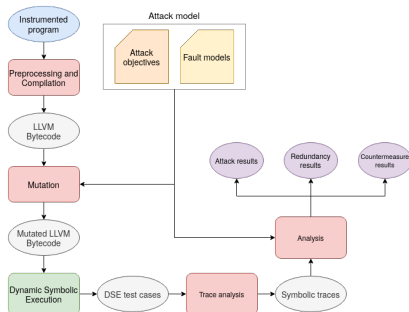 Instrumented
program
Attack model
Attack
objectives
Fault models
Preprocessing and
Compilation
LLVM
Bytecode
Attack results
Redundancy
results
Countermeasure
results
Mutation
Mutated LLVM
Bytecode
Analysis
Dynamic Symbolic
Execution
DSE test cases
Trace analysis
Symbolic traces